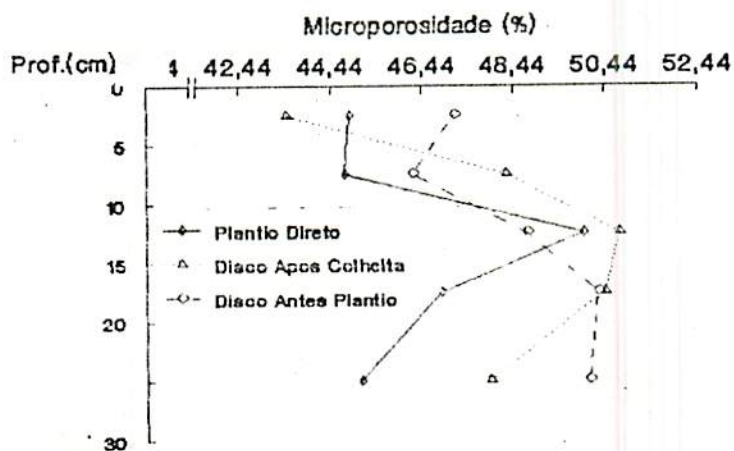 Microporosidade (%)
Prof.(cm) 4 42,44 44,44 46,44 48,44 50,44 52,44
0
5
10
Plantio Direto
Disco Apos Colheita
15
Disco Antes Plantio
20
30